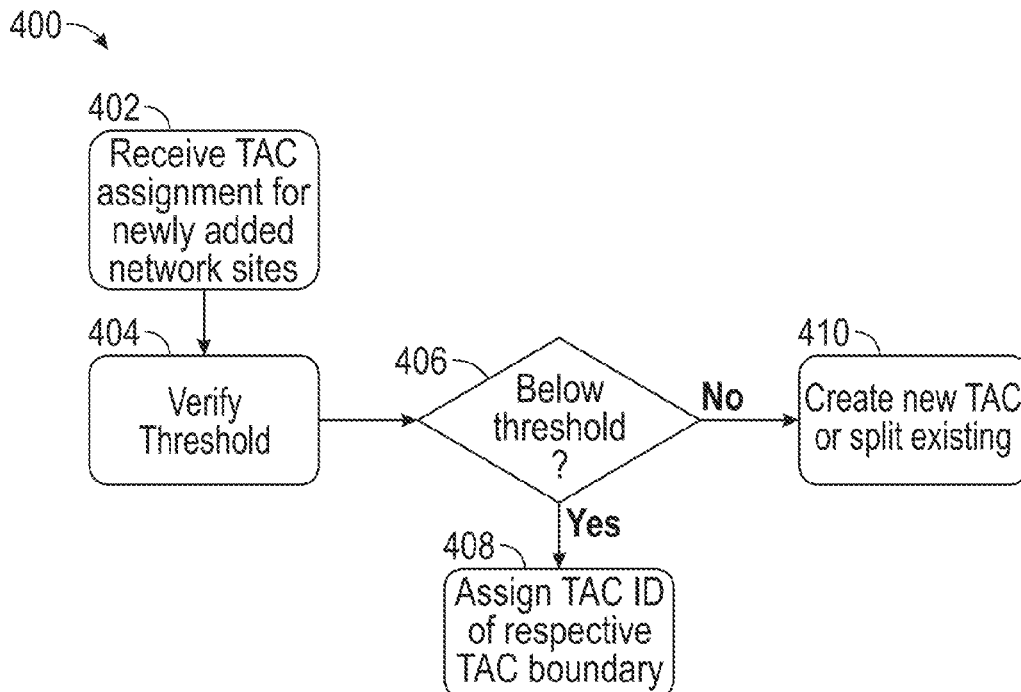 400
402
Receive TAC
assignment for
newly added
network sites
404
Verify
Threshold
406
Below
threshold
?
No
410
Create new TAC
or split existing
Yes
408
Assign TAC ID
of respective
TAC boundary